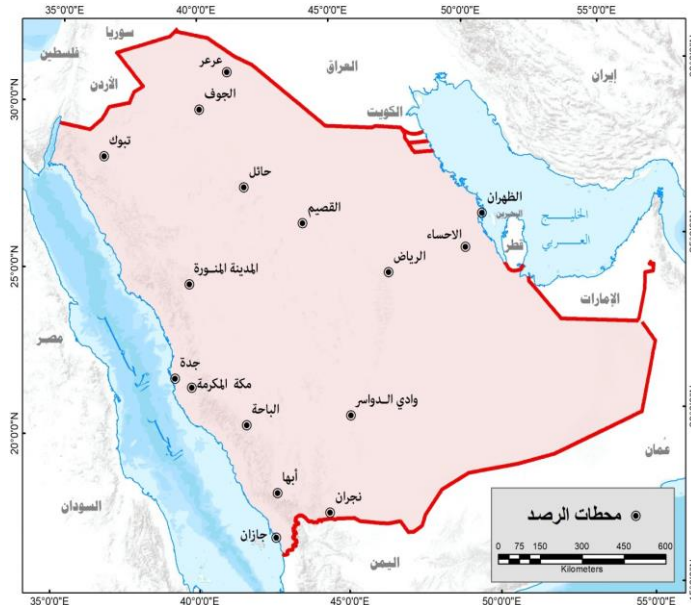 35°0'0"E
40°0'0"E
45°0'0"E
50°0'0"E
55°0'0"E
سوريا
فلسطين
العراق
إيران
عرعر
الأردن
30°0'0"N
الجوف
الكويت
تبوك
حائل
القصيم
الظهران
البحرين
الخليج
الاحساء
قطر
العربي
الرياض
25°0'0"N
المدينة المنـورة
الإمارات
مصر
جدة
مكة المكرمة
وادي الـدواسر
الباحة
20°0'0"N
عُمان
أبها
نجران
السودان
جازان
اليمن
محطات الرصد
0 75 150 300 450 600
Kilometers
35°0'0"E
40°0'0"E
45°0'0"E
50°0'0"E
55°0'0"E